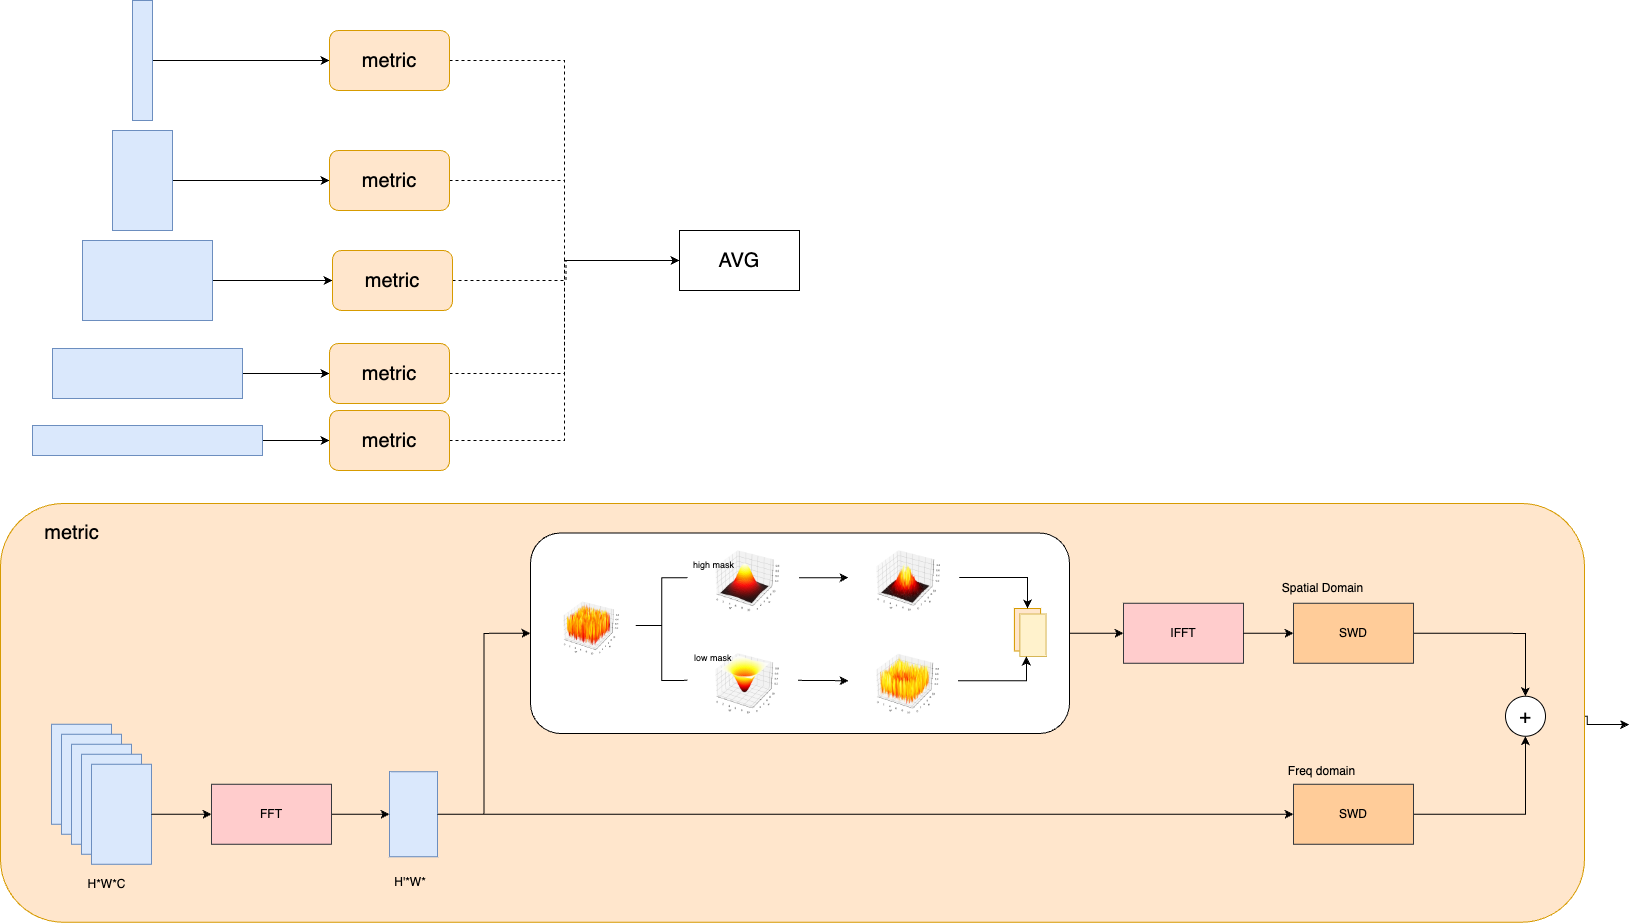 metric
metric
metric
AVG
metric
metric
metric
high mask
low mask
Spatial Domain
IFFT
SWD
+
Freq domain
FFT
SWD
H*W*C
H'*W*